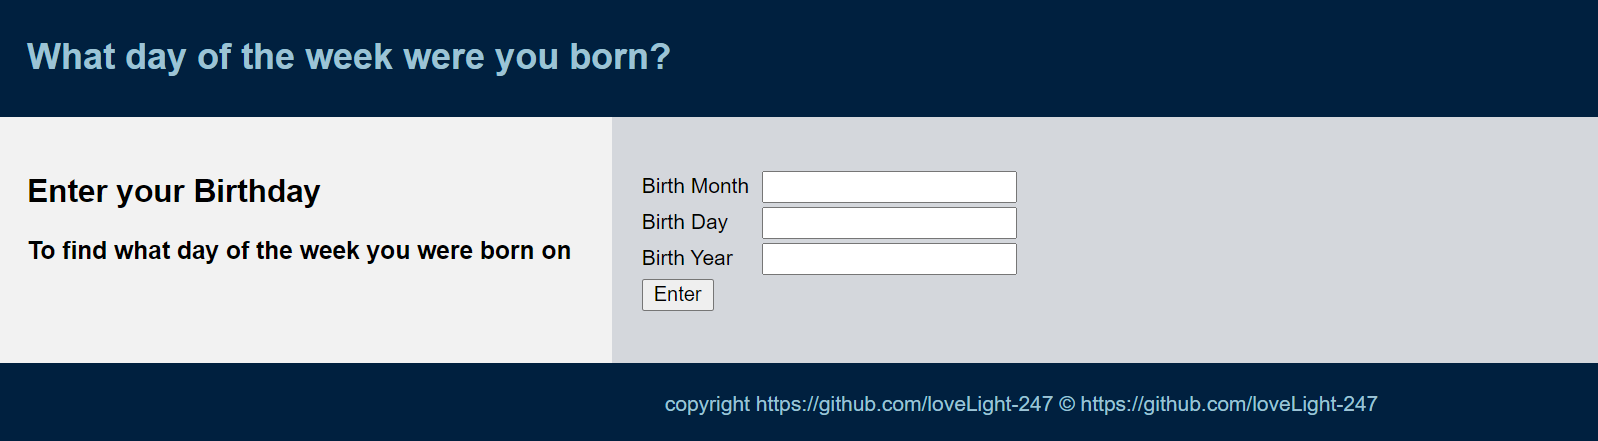 What day of the week were you born?
Enter your Birthday
To find what day of the week you were born on
Birth Month
Birth Day
Birth Year
Enter
copyright https://github.com/loveLight-247 © https://github.com/loveLight-247